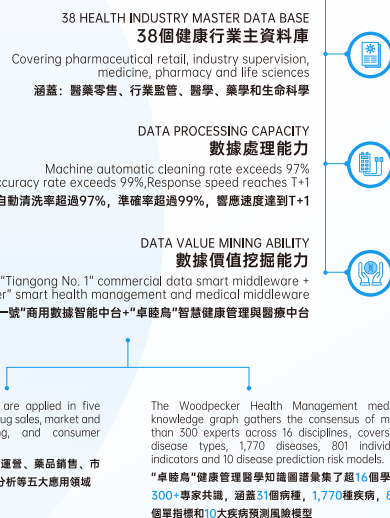 38 HEALTH INDUSTRY MASTER DATA BASE
38個健康行業主資料庫
Covering pharmaceutical retail, industry supervision,
medicine, pharmacy and life sciences
涵蓋：醫藥零售、行業監管、醫學、藥學和生命科學
DATA PROCESSING CAPACITY
數據處理能力
Machine automatic cleaning rate exceeds 97%
rate exceeds 99%,Response speed reaches T+1
自動清洗率超過97%，準確率超過99%，響應速度達到T+1
DATA VALUE MINING ABILITY
數據價值挖掘能力
"Tiangong No. 1" commercial data smart middleware +
smart health management and medical middleware
號"商用數據智能中台+"卓睦鳥"智慧健康管理與醫療中台
are applied in five
sales, market and
and consumer
運營、藥品銷售、市
分析等五大應用領域
The Woodpecker Health Management
knowledge graph gathers the consensus of
than 300 experts across 16 disciplines, covers
disease types, 1,770 diseases, 801
indicators and 10 disease prediction risk models.
"卓睦鳥"健康管理醫學知識圖譜彙集了超16個學
300+專家共識，涵蓋31個病種，1,770種疾病，
個單指標和10大疾病預測風險模型